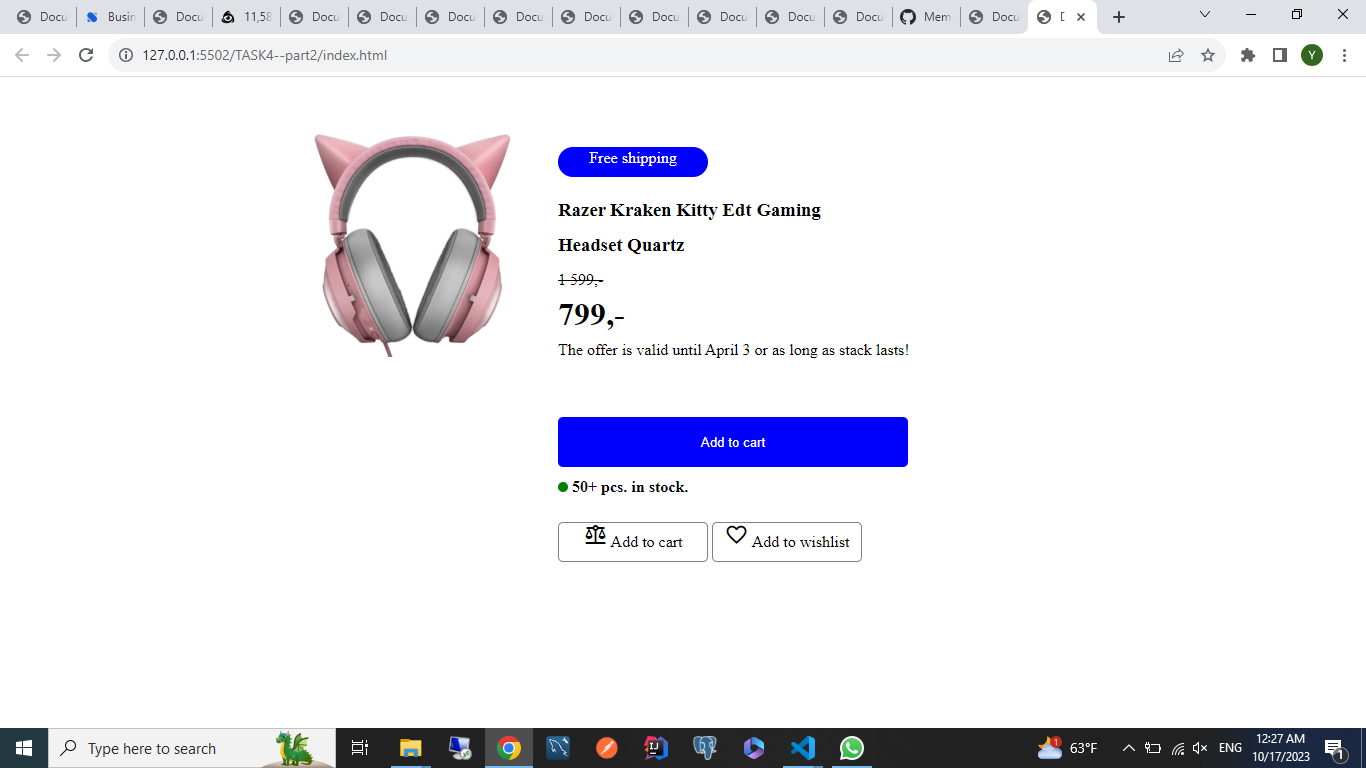 Docu
Busin
Docu
11,58
Docu
Docu
Docu
Docu
Docu
Docu
Docu
Docu
Docu
Mem
Docu
D
127.0.0.1:5502/TASK4--part2/index.html
Y
Free shipping
Razer Kraken Kitty Edt Gaming
Headset Quartz
1 599,-
799,-
The offer is valid until April 3 or as long as stack lasts!
Add to cart
50+ pcs. in stock.
Add to cart Add to wishlist
Type here to search
1
63°F
ENG
12:27 AM
10/17/2023
1